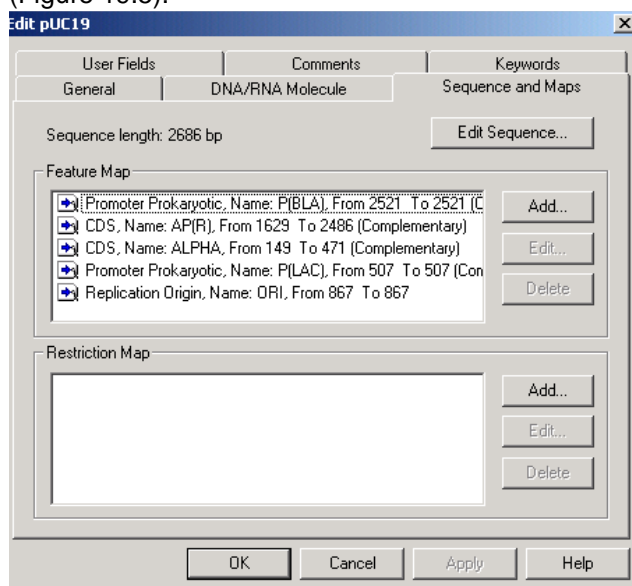 Edit pUC19
User Fields Comments Keywords
General DNA/RNA Molecule Sequence and Maps
Sequence length: 2686 bp
Edit Sequence...
Feature Map
Promoter Prokaryotic, Name: P(BLA), From 2521 To 2521 (C
CDS, Name: AP(R), From 1629 To 2486 (Complementary)
CDS, Name: ALPHA, From 149 To 471 (Complementary)
Promoter Prokaryotic, Name: P(LAC), From 507 To 507 (Con
Replication Origin, Name: ORI, From 867 To 867
Add...
Edit...
Delete
Restriction Map
Add...
Edit...
Delete
OK Cancel Apply Help